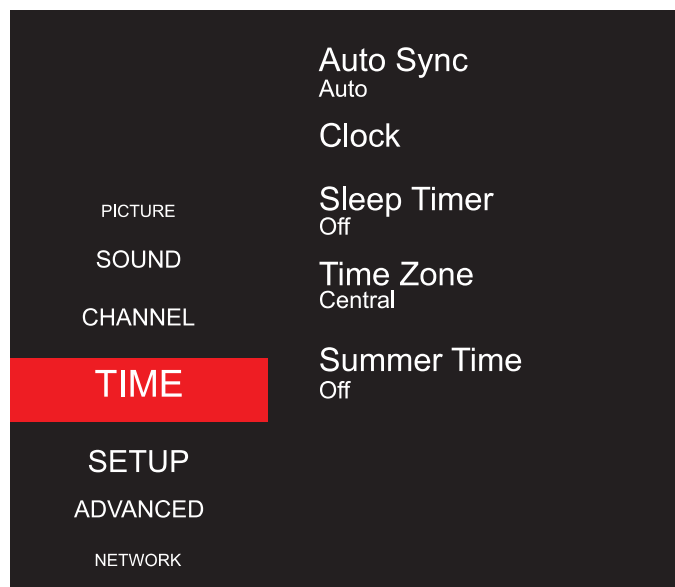 PICTURE
SOUND
CHANNEL
TIME
SETUP
ADVANCED
NETWORK
Auto Sync
Auto
Clock
Sleep Timer
Off
Time Zone
Central
Summer Time
Off